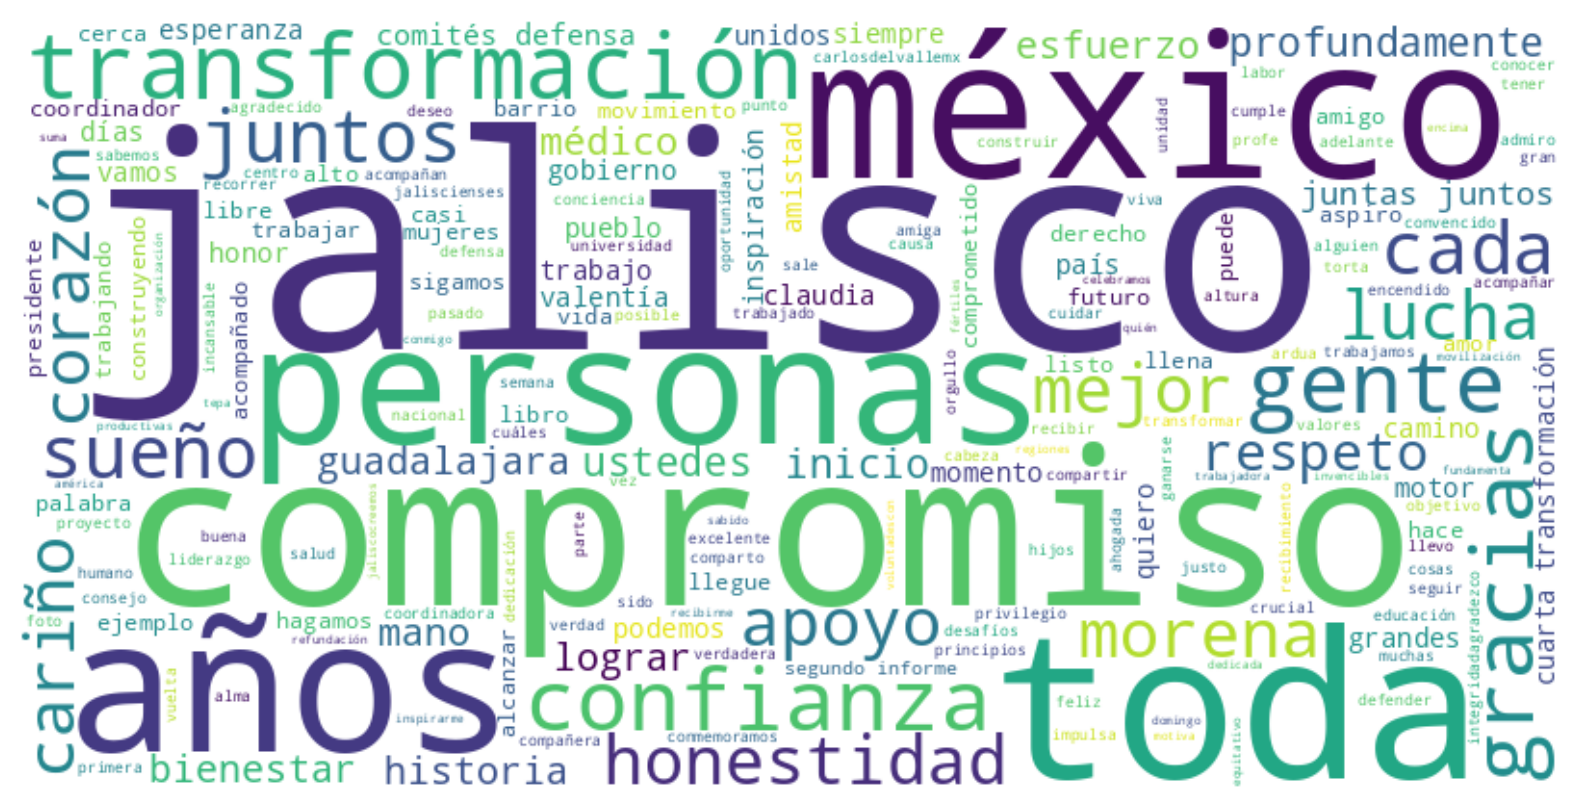 cerca esperanza comités defensa unidos siempre esfuerzo profundamente
transformación carlosdelvallemx méxico labor conocer
tener
coordinador agradecido deseo barrio movimiento punto unidad cumple amigo encima
suma días juntos médico construir profe adelante admiro
sabemos vamos centro alto acompañan gobierno inspiración amistad gran
recorrer jaliscienses conciencia oportunidad viva juntas juntos
jalisco
corazón libre casi pueblo amiga comprometido derecho puede aspiro convencido cada
trabajar mujeres universidad causa alguien
presidente trabajando construyendo organización honor defensa trabajo sale claudia país celebramos torta
sigamos valentía futuro altura encendido acompañar
incansable acompañado pasado vida posible trabajado fértiles cuidar quién lucha
conmigo amor
personas orgullo listo llena ardua trabajamos movilización
tepa semana mejor gente cuarta transformación
productivas nacional libro recibir transformar valores camino
sueño cuáles respeto
guadalajara ustedes inicio cabeza regiones momento compartir ganarse trabajadora invencibles fundamenta
américa vez motor
palabra compromiso quiero objetivo gracias
proyecto jaliscocreemos parte sabido voluntadescon ahogada recibimiento hace
cariño buena excelente hijos llevo
liderazgo salud comparto justo cosas
humano llegue seguir
consejo dedicación sido recibirme privilegio crucial educación integridadagradezco
foto ejemplo hagamos coordinadora apoyo desafíos morena grandes
refundación mano verdad podemos principios muchas
años lograr verdadera segundo informe toda dedicada
vuelta alma alcanzar confianza feliz defender
inspirarme domingo
compañera conmemoramos impulsa motiva
primera bienestar historia honestidad equitativo